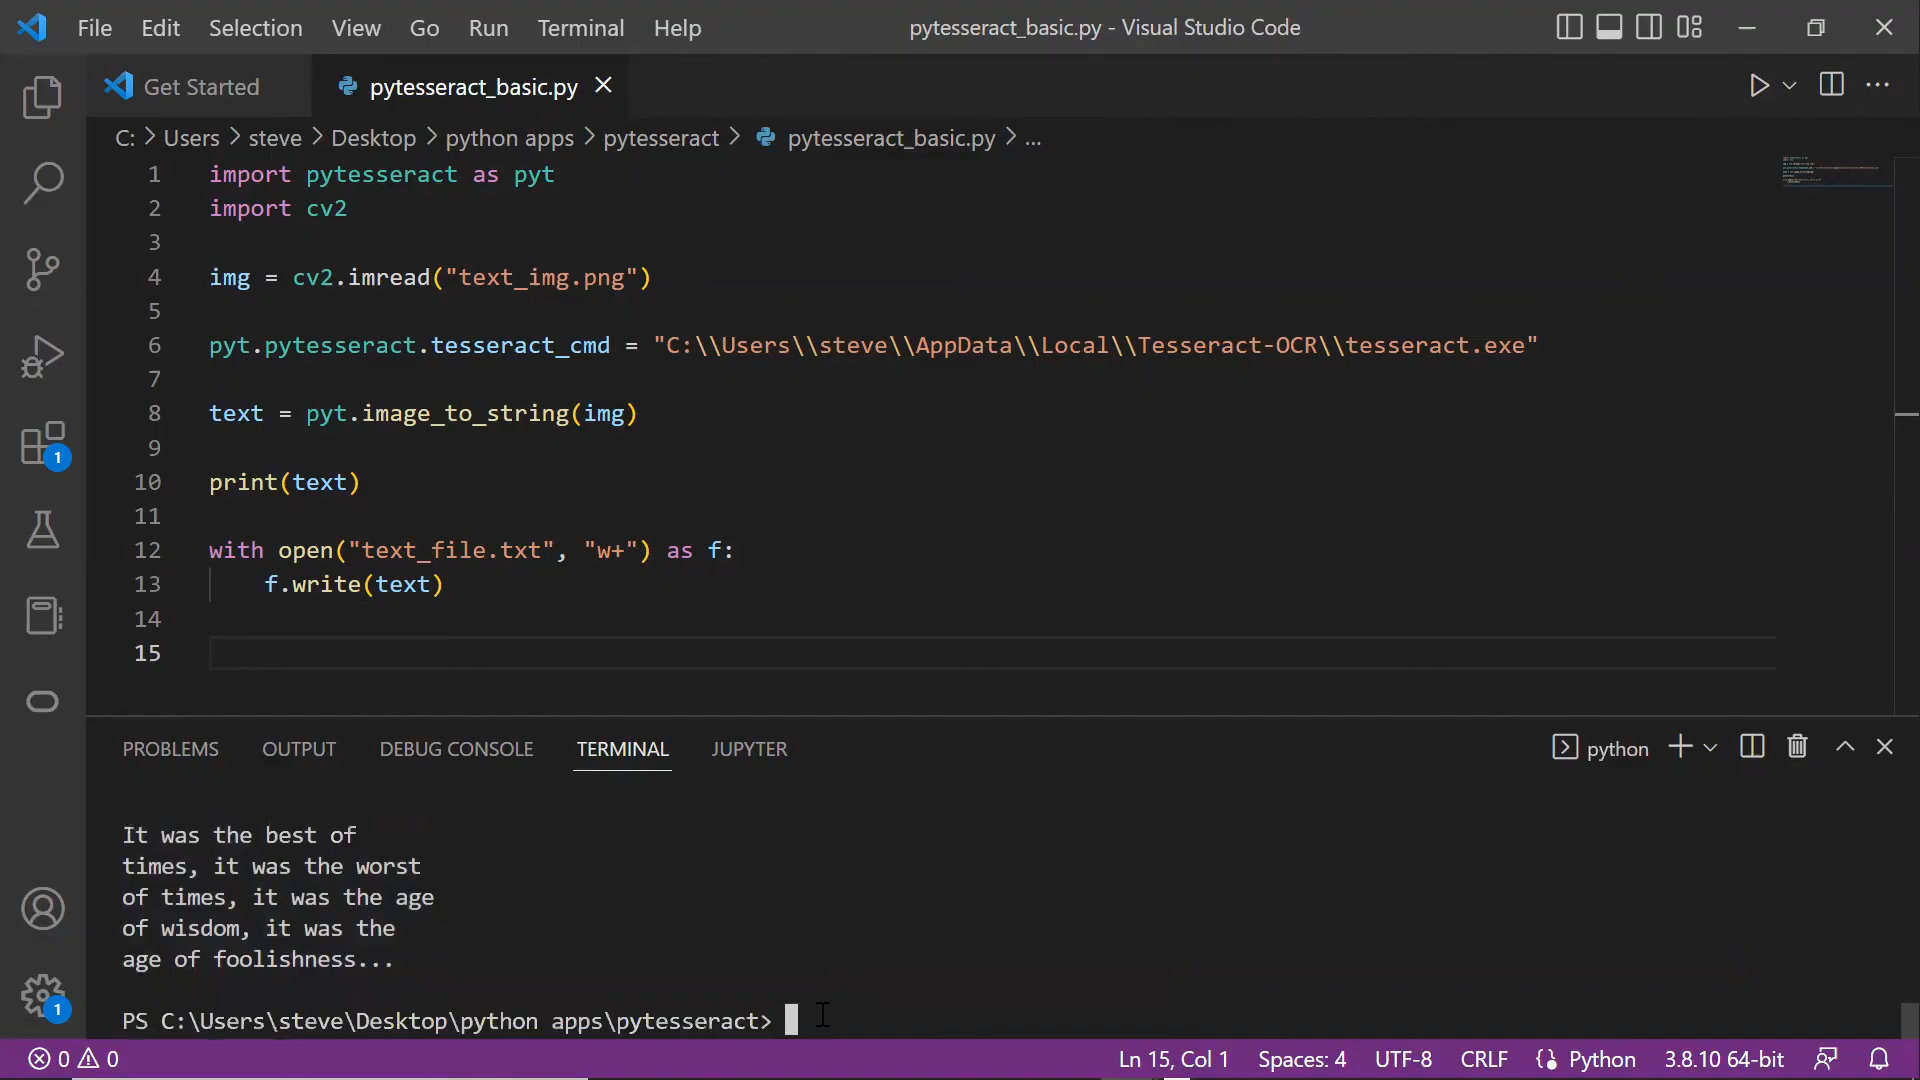 File Edit Selection View Go Run Terminal Help pytesseract_basic.py - Visual Studio Code
Get Started pytesseract_basic.py
C: > Users > steve > Desktop > python apps > pytesseract > pytesseract_basic.py > ...
1 import pytesseract as pyt
2 import cv2
3
4 img = cv2.imread("text_img.png")
5
6 pyt.pytesseract.tesseract_cmd = "C:\\Users\\steve\\AppData\\Local\\Tesseract-OCR\\tesseract.exe"
7
8 text = pyt.image_to_string(img)
9
10 print(text)
11
12 with open("text_file.txt", "w+") as f:
13     f.write(text)
14
15
1
PROBLEMS OUTPUT DEBUG CONSOLE TERMINAL JUPYTER python
It was the best of
times, it was the worst
of times, it was the age
of wisdom, it was the
age of foolishness...
PS C:\Users\steve\Desktop\python apps\pytesseract>
1
0 0 Ln 15, Col 1 Spaces: 4 UTF-8 CRLF Python 3.8.10 64-bit